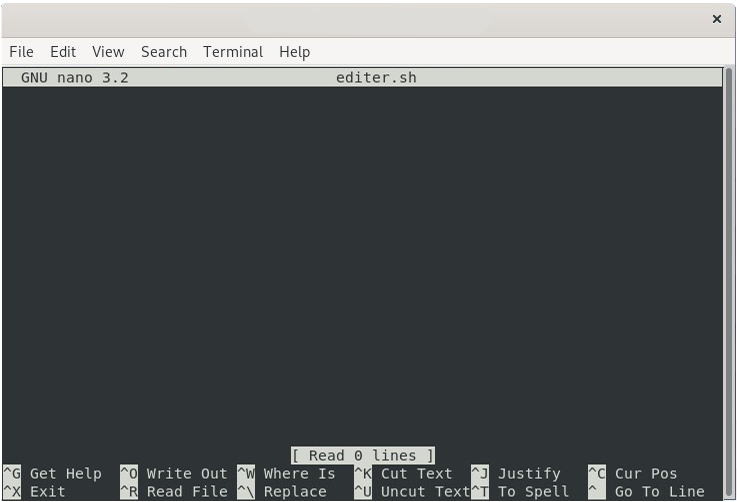 ×
File Edit View Search Terminal Help
GNU nano 3.2 editer.sh
[ Read 0 lines ]
^G Get Help ^O Write Out ^W Where Is ^K Cut Text ^J Justify ^C Cur Pos
^X Exit ^R Read File ^\ Replace ^U Uncut Text ^T To Spell ^ Go To Line